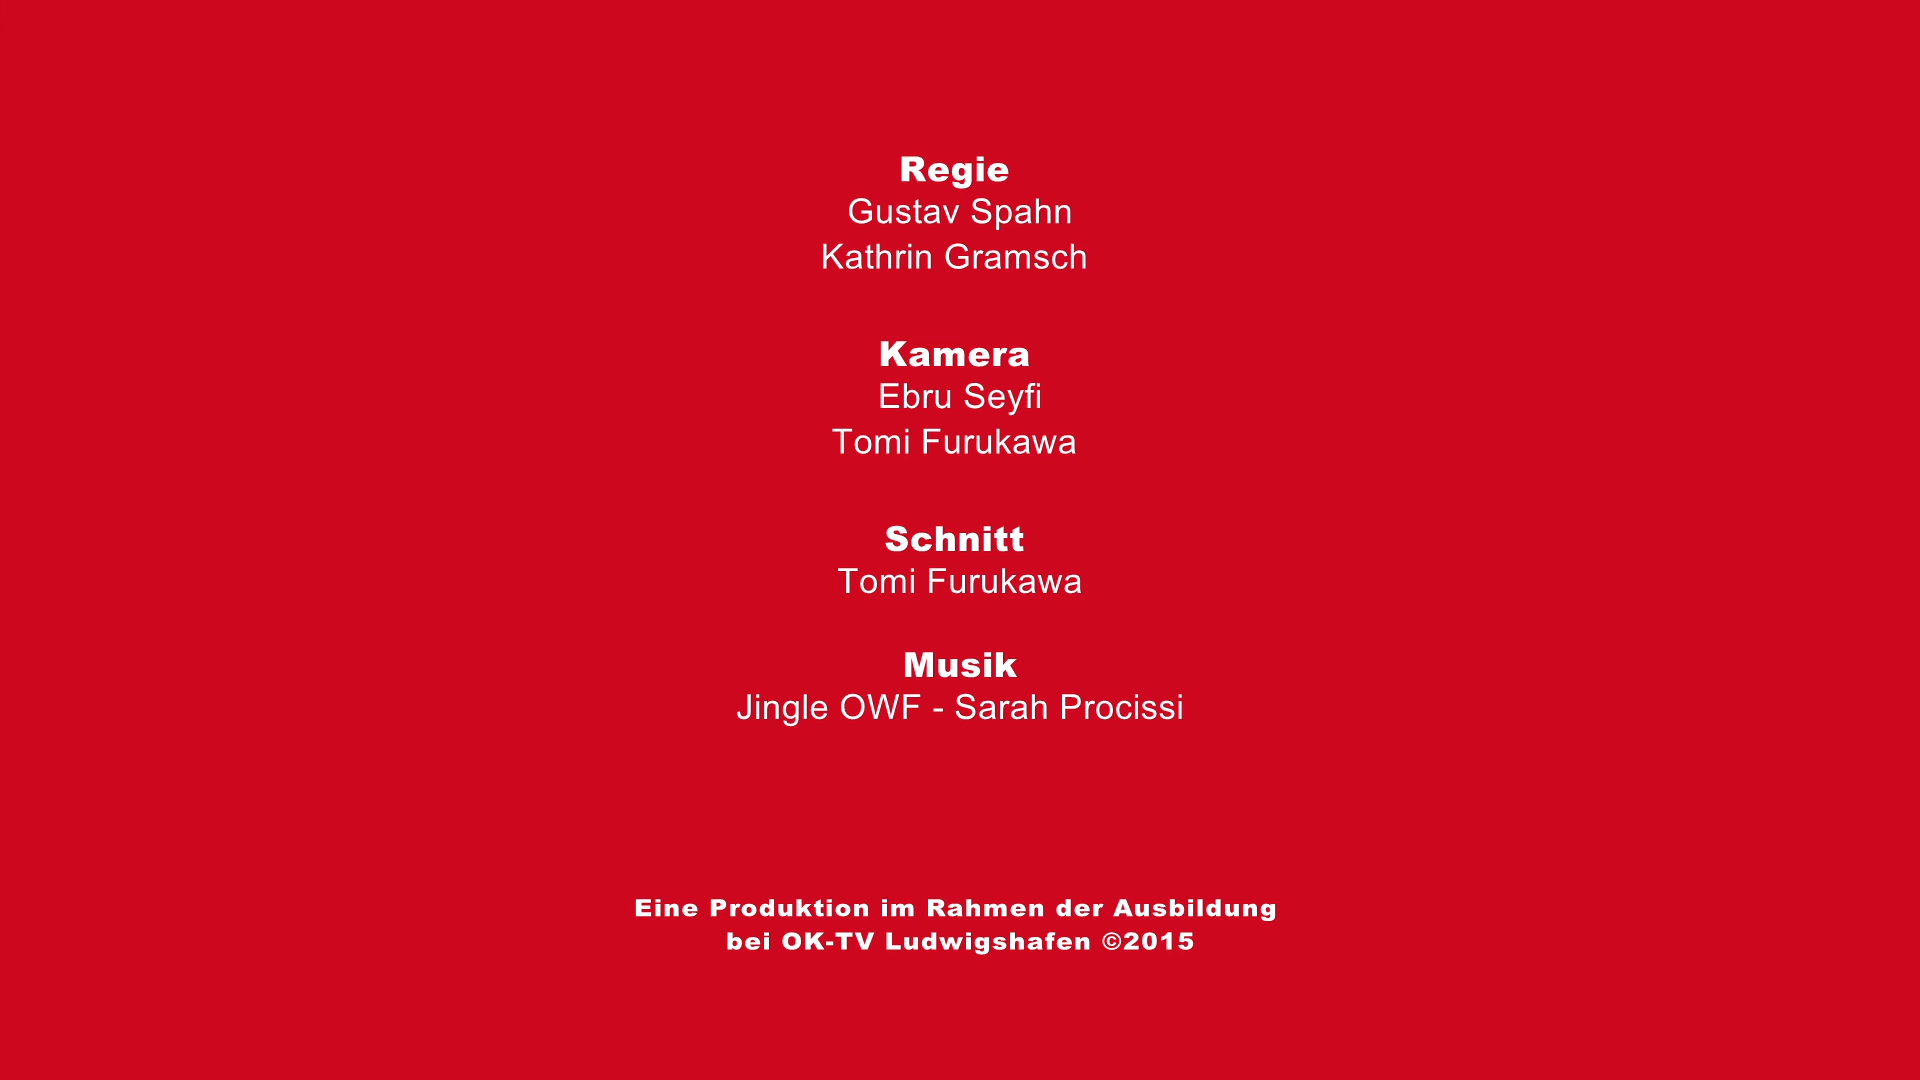 Regie
Gustav Spahn
Kathrin Gramsch
Kamera
Ebru Seyfi
Tomi Furukawa
Schnitt
Tomi Furukawa
Musik
Jingle OWF - Sarah Procissi
Eine Produktion im Rahmen der Ausbildung
bei OK-TV Ludwigshafen ©2015